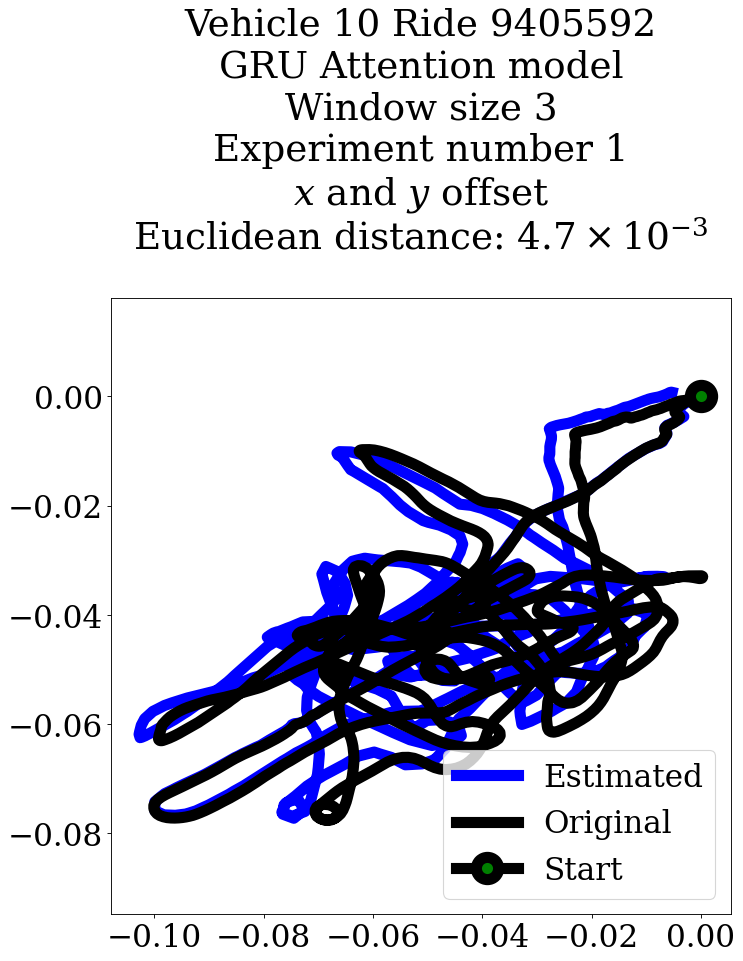 Vehicle 10 Ride 9405592
GRU Attention model
Window size 3
Experiment number 1
x and y offset
Euclidean distance: 4.7 × 10⁻³
0.00
−0.02
−0.04
−0.06
−0.08
Estimated
Original
Start
−0.10 −0.08 −0.06 −0.04 −0.02 0.00